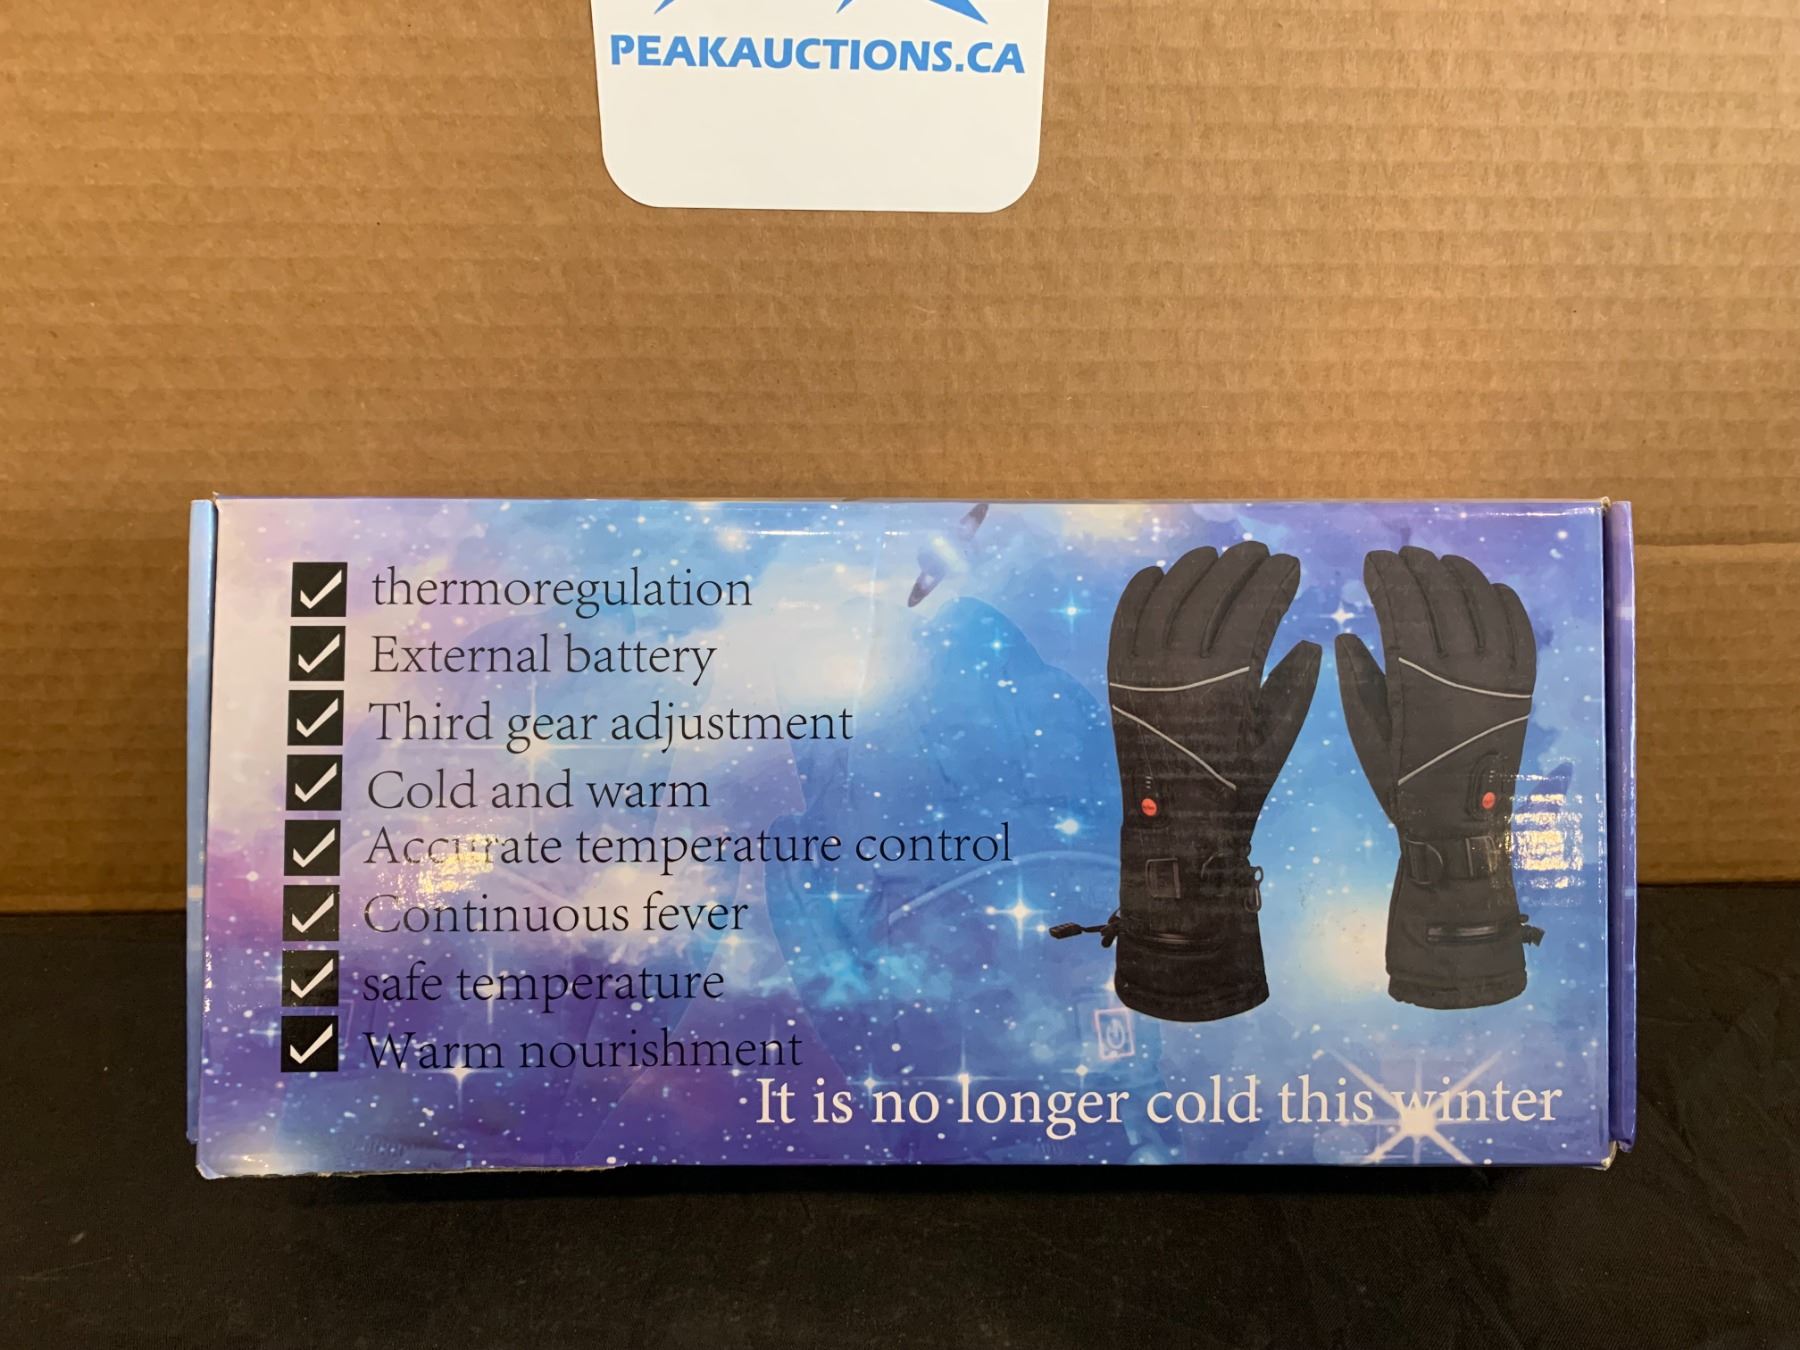 PEAKAUCTIONS.CA
thermoregulation
External battery
Third gear adjustment
Cold and warm
Accurate temperature control
Continuous fever
safe temperature
Warm nourishment
It is no longer cold this winter